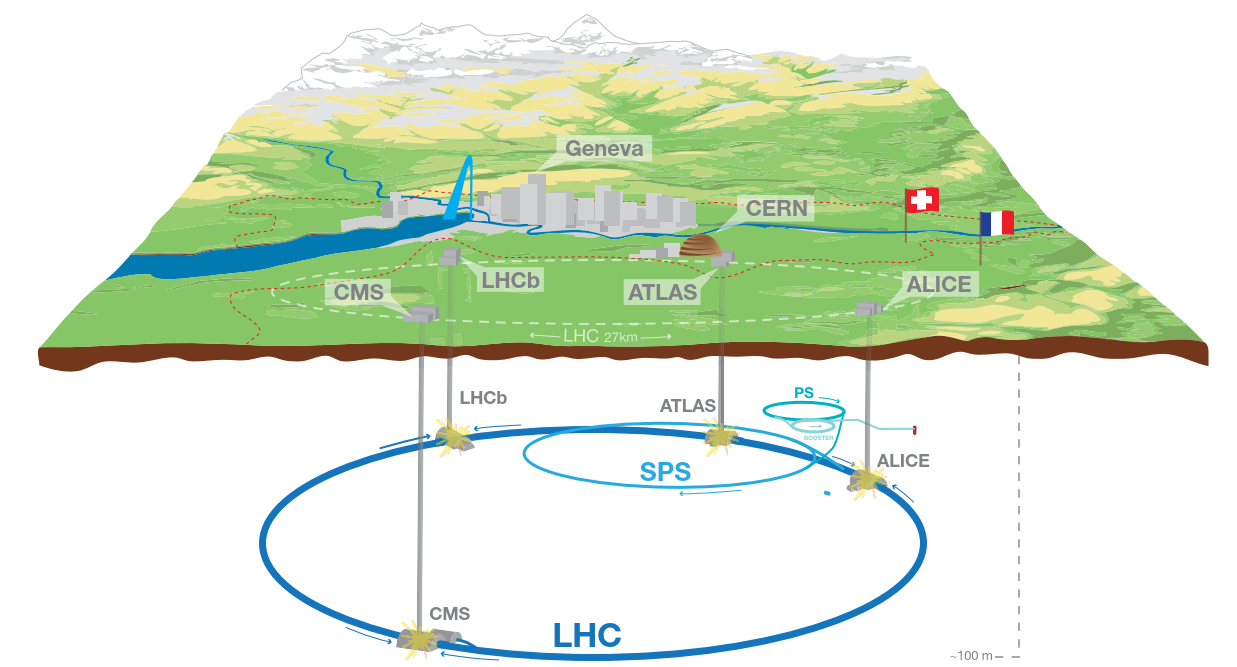 Geneva
CERN
LHCb
CMS
ATLAS
ALICE
LHC 27km
PS
LHCb
ATLAS
BOOSTER
ALICE
SPS
CMS
LHC
~100 m